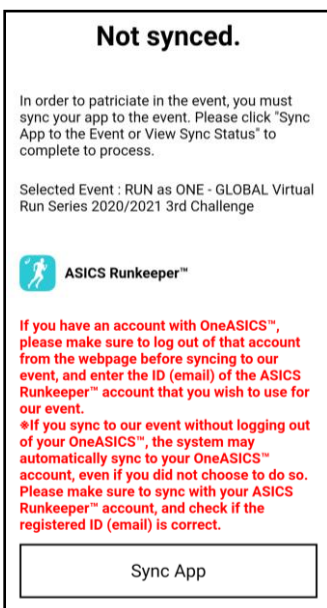 Not synced.
In order to patriciate in the event, you must
sync your app to the event. Please click "Sync
App to the Event or View Sync Status" to
complete to process.
Selected Event : RUN as ONE - GLOBAL Virtual
Run Series 2020/2021 3rd Challenge
ASICS Runkeeper™
If you have an account with OneASICS™,
please make sure to log out of that account
from the webpage before syncing to our
event, and enter the ID (email) of the ASICS
Runkeeper™ account that you wish to use for
our event.
※If you sync to our event without logging out
of your OneASICS™, the system may
automatically sync to your OneASICS™
account, even if you did not choose to do so.
Please make sure to sync with your ASICS
Runkeeper™ account, and check if the
registered ID (email) is correct.
Sync App